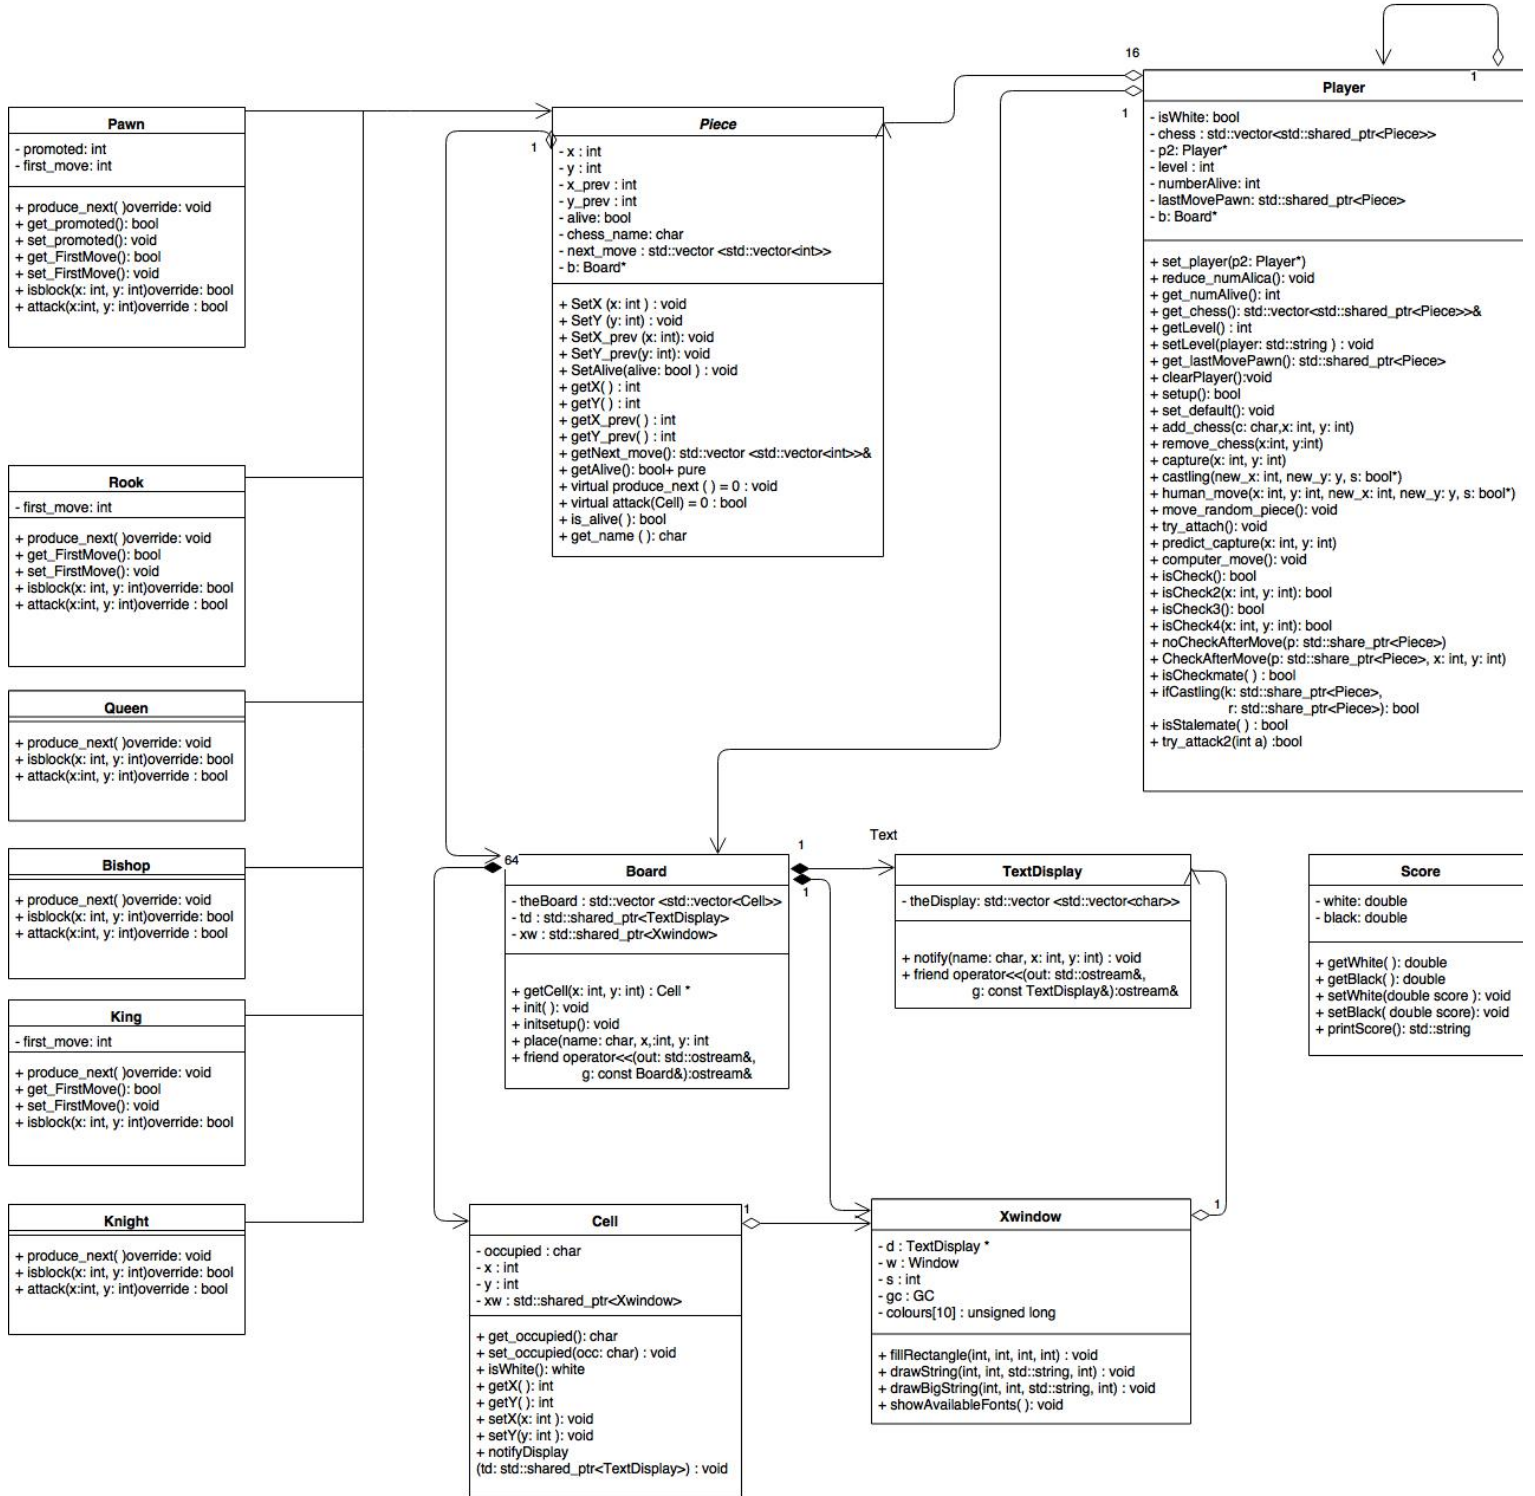 16
1
Player
- isWhite: bool
- chess : std::vector<std::shared_ptr<Piece>>
- p2: Player*
- level : int
- numberAlive: int
- lastMovePawn: std::shared_ptr<Piece>
- b: Board*
+ set_player(p2: Player*)
+ reduce_numAlica(): void
+ get_numAlive(): int
+ get_chess(): std::vector<std::shared_ptr<Piece>>&
+ getLevel() : int
+ setLevel(player: std::string ) : void
+ get_lastMovePawn(): std::shared_ptr<Piece>
+ clearPlayer():void
+ setup(): bool
+ set_default(): void
+ add_chess(c: char,x: int, y: int)
+ remove_chess(x:int, y:int)
+ capture(x: int, y: int)
+ castling(new_x: int, new_y: y, s: bool*)
+ human_move(x: int, y: int, new_x: int, new_y: y, s: bool*)
+ move_random_piece(): void
+ try_attach(): void
+ predict_capture(x: int, y: int)
+ computer_move(): void
+ isCheck(): bool
+ isCheck2(x: int, y: int): bool
+ isCheck3(): bool
+ isCheck4(x: int, y: int): bool
+ noCheckAfterMove(p: std::share_ptr<Piece>)
+ CheckAfterMove(p: std::share_ptr<Piece>, x: int, y: int)
+ isCheckmate( ) : bool
+ ifCastling(k: std::share_ptr<Piece>,
r: std::share_ptr<Piece>): bool
+ isStalemate( ) : bool
+ try_attack2(int a) :bool
1
Pawn
- promoted: int
- first_move: int
+ produce_next( )override: void
+ get_promoted(): bool
+ set_promoted(): void
+ get_FirstMove(): bool
+ set_FirstMove(): void
+ isblock(x: int, y: int)override: bool
+ attack(x:int, y: int)override : bool
1
Piece
- x : int
- y : int
- x_prev : int
- y_prev : int
- alive: bool
- chess_name: char
- next_move : std::vector <std::vector<int>>
- b: Board*
+ SetX (x: int ) : void
+ SetY (y: int) : void
+ SetX_prev (x: int): void
+ SetY_prev(y: int): void
+ SetAlive(alive: bool ) : void
+ getX( ) : int
+ getY( ) : int
+ getX_prev( ) : int
+ getY_prev( ) : int
+ getNext_move(): std::vector <std::vector<int>>&
+ getAlive(): bool+ pure
+ virtual produce_next ( ) = 0 : void
+ virtual attack(Cell) = 0 : bool
+ is_alive( ): bool
+ get_name ( ): char
Rook
- first_move: int
+ produce_next( )override: void
+ get_FirstMove(): bool
+ set_FirstMove(): void
+ isblock(x: int, y: int)override: bool
+ attack(x:int, y: int)override : bool
Queen
+ produce_next( )override: void
+ isblock(x: int, y: int)override: bool
+ attack(x:int, y: int)override : bool
Bishop
+ produce_next( )override: void
+ isblock(x: int, y: int)override: bool
+ attack(x:int, y: int)override : bool
King
- first_move: int
+ produce_next( )override: void
+ get_FirstMove(): bool
+ set_FirstMove(): void
+ isblock(x: int, y: int)override: bool
Knight
+ produce_next( )override: void
+ isblock(x: int, y: int)override: bool
+ attack(x:int, y: int)override : bool
64
1
1
Board
- theBoard : std::vector <std::vector<Cell>>
- td : std::shared_ptr<TextDisplay>
- xw : std::shared_ptr<Xwindow>
+ getCell(x: int, y: int) : Cell *
+ init( ): void
+ initsetup(): void
+ place(name: char, x,:int, y: int
+ friend operator<<(out: std::ostream&,
g: const Board&):ostream&
Text
TextDisplay
- theDisplay: std::vector <std::vector<char>>
+ notify(name: char, x: int, y: int) : void
+ friend operator<<(out: std::ostream&,
g: const TextDisplay&):ostream&
Score
- white: double
- black: double
+ getWhite( ): double
+ getBlack( ): double
+ setWhite(double score ): void
+ setBlack( double score): void
+ printScore(): std::string
1
Cell
- occupied : char
- x : int
- y : int
- xw : std::shared_ptr<Xwindow>
+ get_occupied(): char
+ set_occupied(occ: char) : void
+ isWhite(): white
+ getX( ): int
+ getY( ): int
+ setX(x: int ): void
+ setY(y: int ): void
+ notifyDisplay
(td: std::shared_ptr<TextDisplay>) : void
1
Xwindow
- d : TextDisplay *
- w : Window
- s : int
- gc : GC
- colours[10] : unsigned long
+ fillRectangle(int, int, int, int) : void
+ drawString(int, int, std::string, int) : void
+ drawBigString(int, int, std::string, int) : void
+ showAvailableFonts( ): void